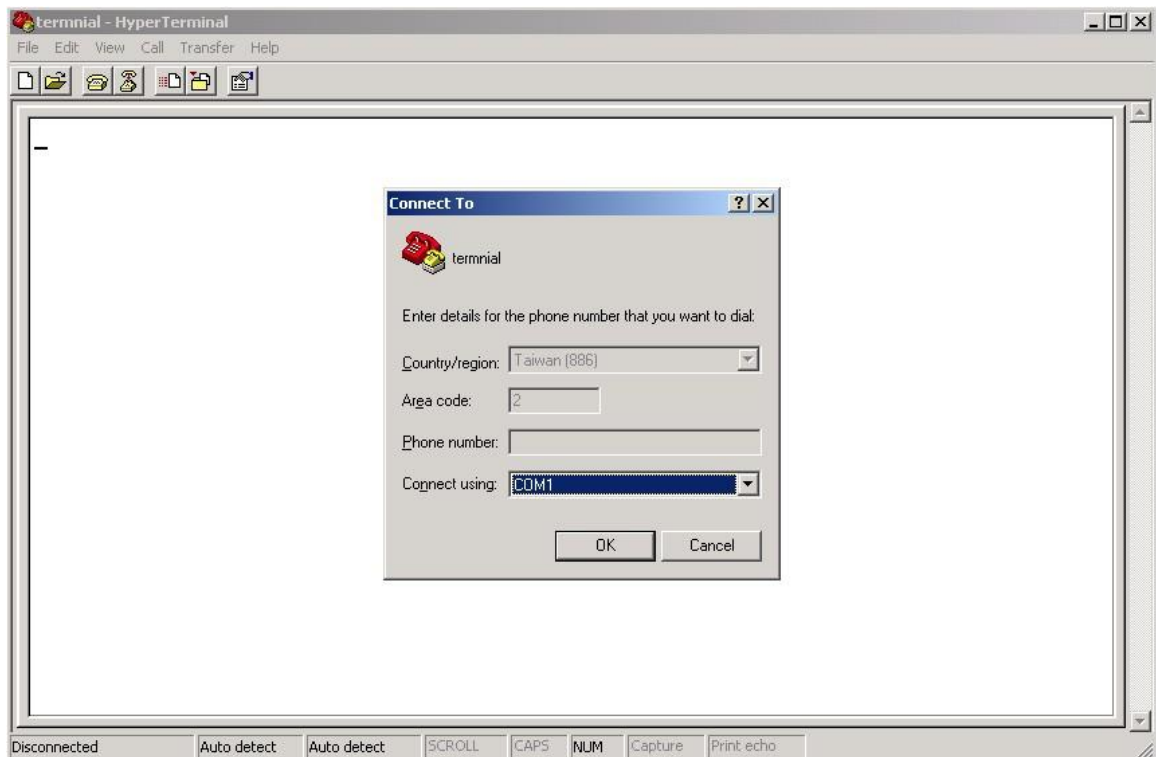 termnial - HyperTerminal
File Edit View Call Transfer Help
Connect To
termnial
Enter details for the phone number that you want to dial:
Country/region: Taiwan (886)
Area code: 2
Phone number:
Connect using: COM1
OK Cancel
Disconnected Auto detect Auto detect SCROLL CAPS NUM Capture Print echo